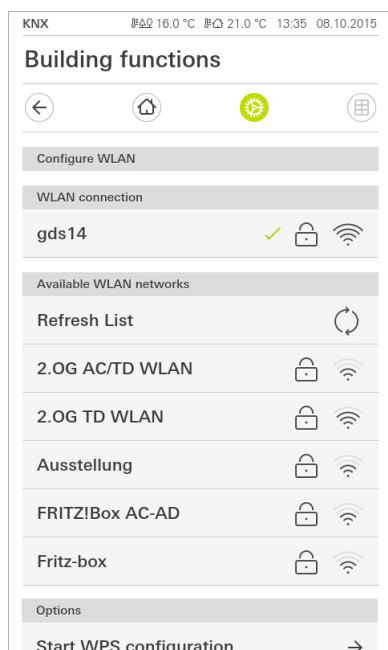 KNX 16.0 °C 21.0 °C 13:35 08.10.2015
Building functions
Configure WLAN
WLAN connection
gds14
Available WLAN networks
Refresh List
2.OG AC/TD WLAN
2.OG TD WLAN
Ausstellung
FRITZ!Box AC-AD
Fritz-box
Options
Start WPS configuration